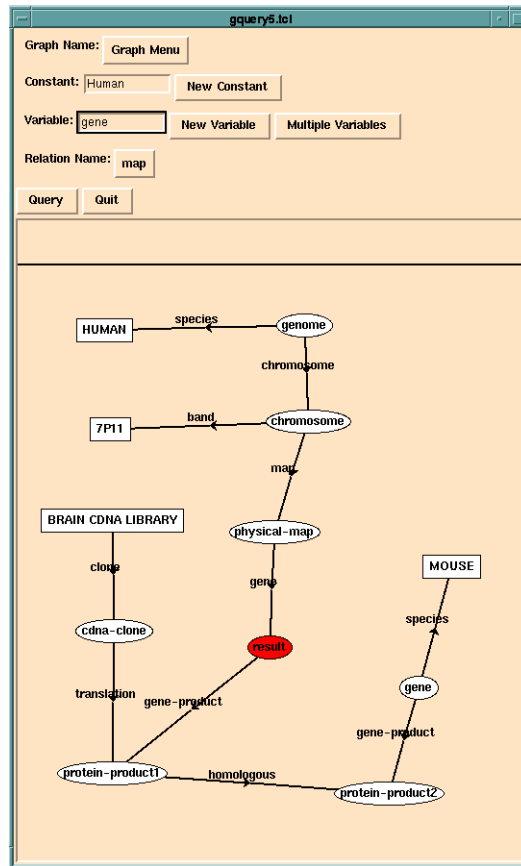 gquery5.tcl
Graph Name: Graph Menu
Constant: Human New Constant
Variable: gene New Variable Multiple Variables
Relation Name: map
Query Quit
HUMAN species genome
chromosome
7P11 band chromosome
map
BRAIN CDNA LIBRARY physical-map
clone gene MOUSE
species
cdna-clone result
translation gene-product gene
gene-product
protein-product1 homologous protein-product2